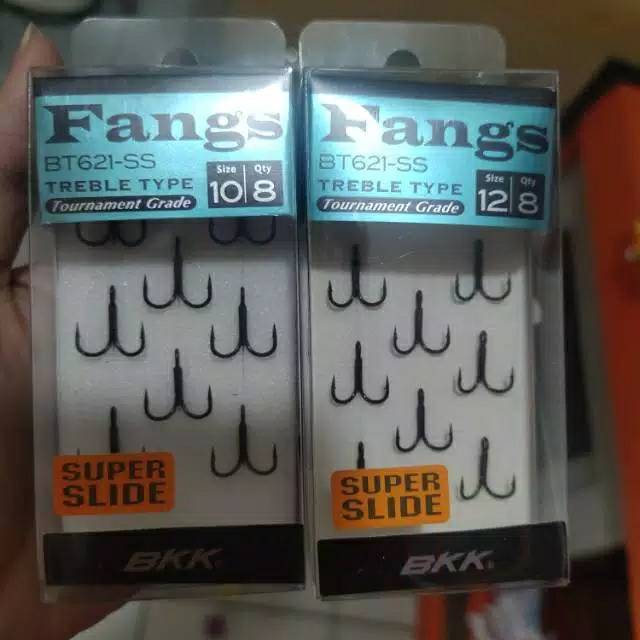 Fangs
BT621-SS
TREBLE TYPE
Tournament Grade
Size
10
Qty
8
SUPER
SLIDE
BKK
Fangs
BT621-SS
TREBLE TYPE
Tournament Grade
Size
12
Qty
8
SUPER
SLIDE
BKK